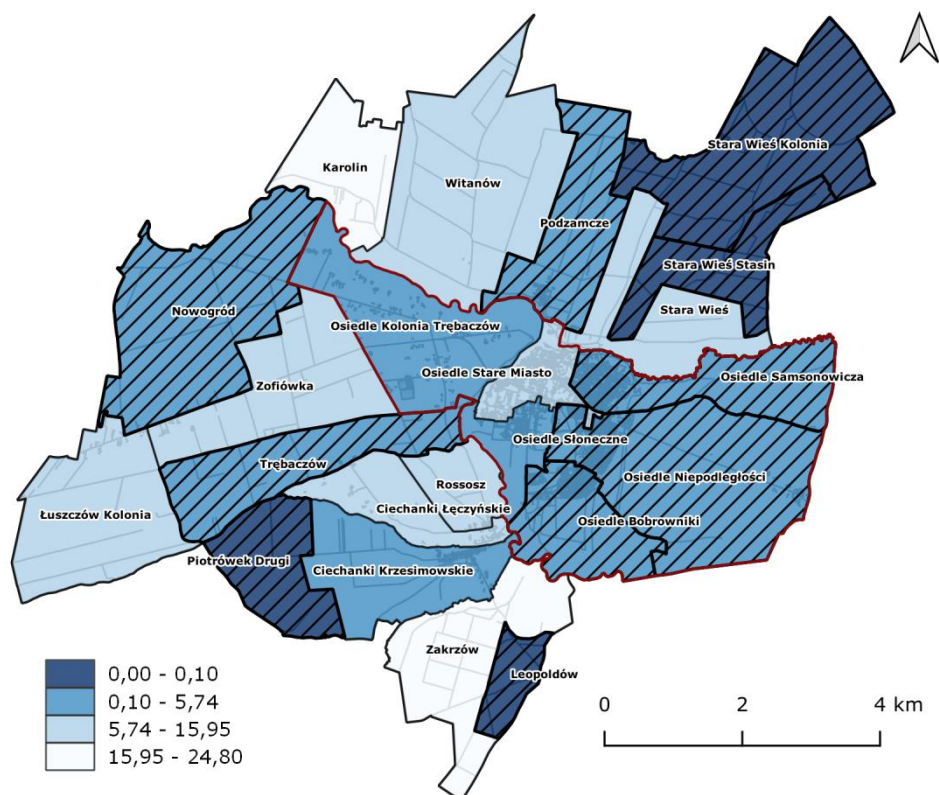 Stara Wieś Kolonia
Karolin
Witanów
Podzamcze
Stara Wieś Stasin
Nowogród
Stara Wieś
Osiedle Kolonia Trębaczów
Osiedle Stare Miasto
Osiedle Samsonowicza
Zofiówka
Osiedle Słoneczne
Trębaczów
Osiedle Niepodległości
Rossosz
Łuszczów Kolonia
Ciechanki Łęczyńskie
Osiedle Bobrowniki
Piotrówek Drugi
Ciechanki Krzesimowskie
Zakrzów
Leopoldów
0,00 - 0,10
0,10 - 5,74
5,74 - 15,95
15,95 - 24,80
0 2 4 km